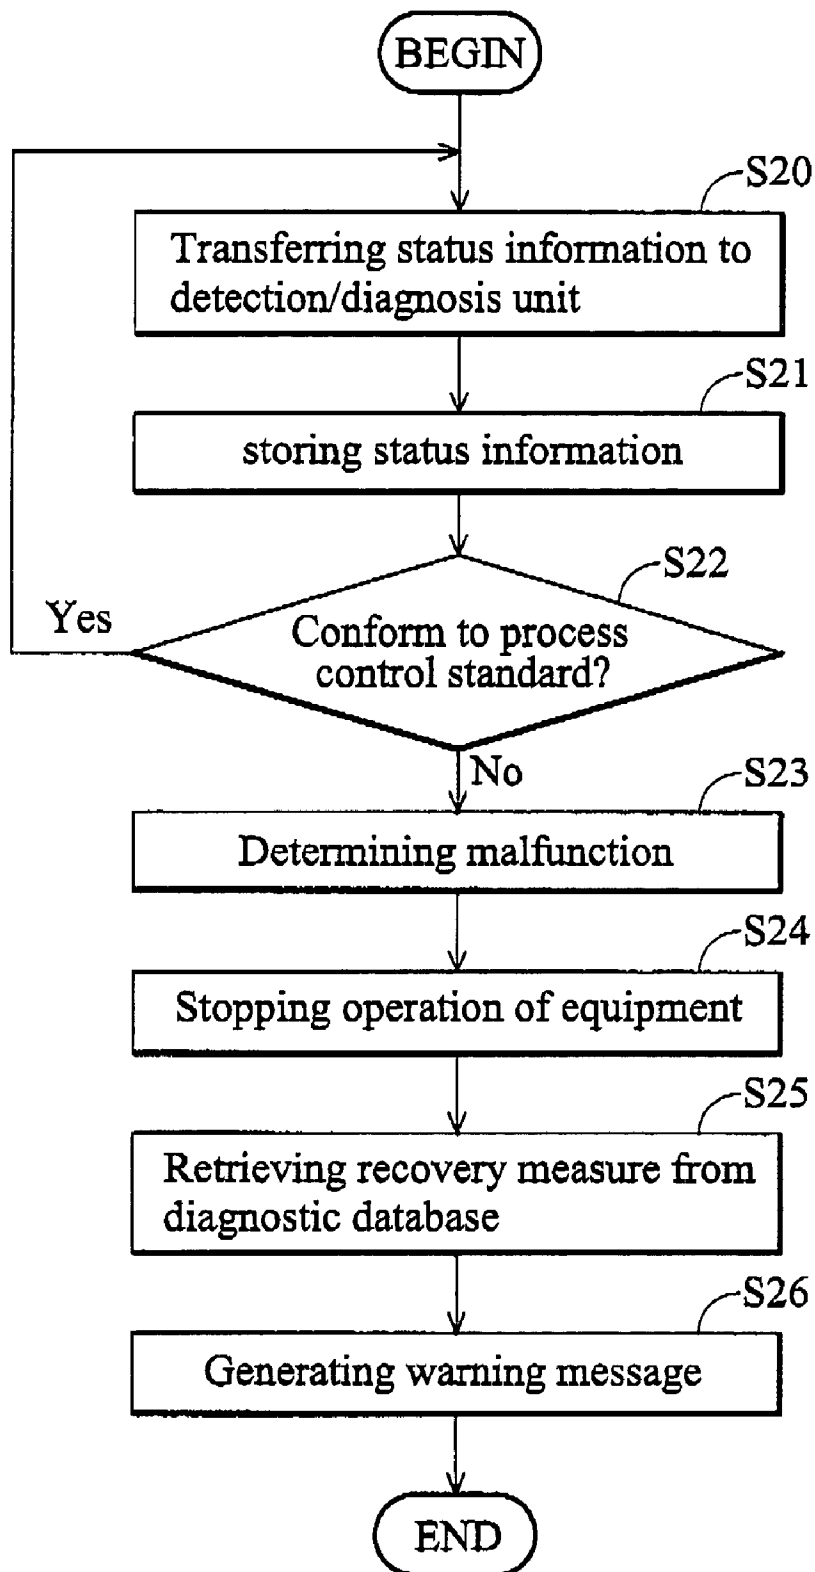 BEGIN
S20
Transferring status information to
detection/diagnosis unit
S21
storing status information
S22
Yes
Conform to process
control standard?
No
S23
Determining malfunction
S24
Stopping operation of equipment
S25
Retrieving recovery measure from
diagnostic database
S26
Generating warning message
END